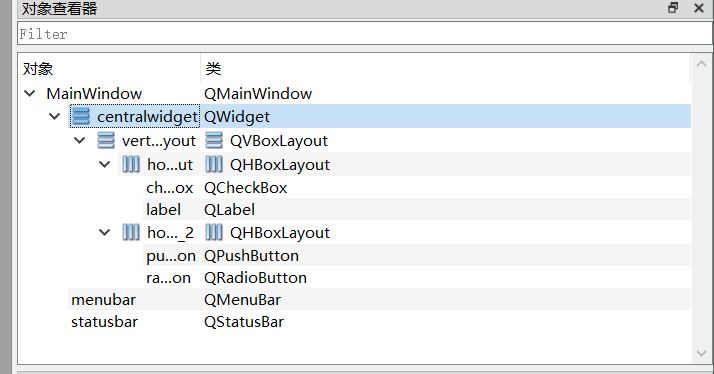 对象查看器
Filter
对象 类
MainWindow QMainWindow
centralwidget QWidget
vert...yout QVBoxLayout
ho...ut QHBoxLayout
ch...ox QCheckBox
label QLabel
ho..._2 QHBoxLayout
pu...on QPushButton
ra...on QRadioButton
menubar QMenuBar
statusbar QStatusBar